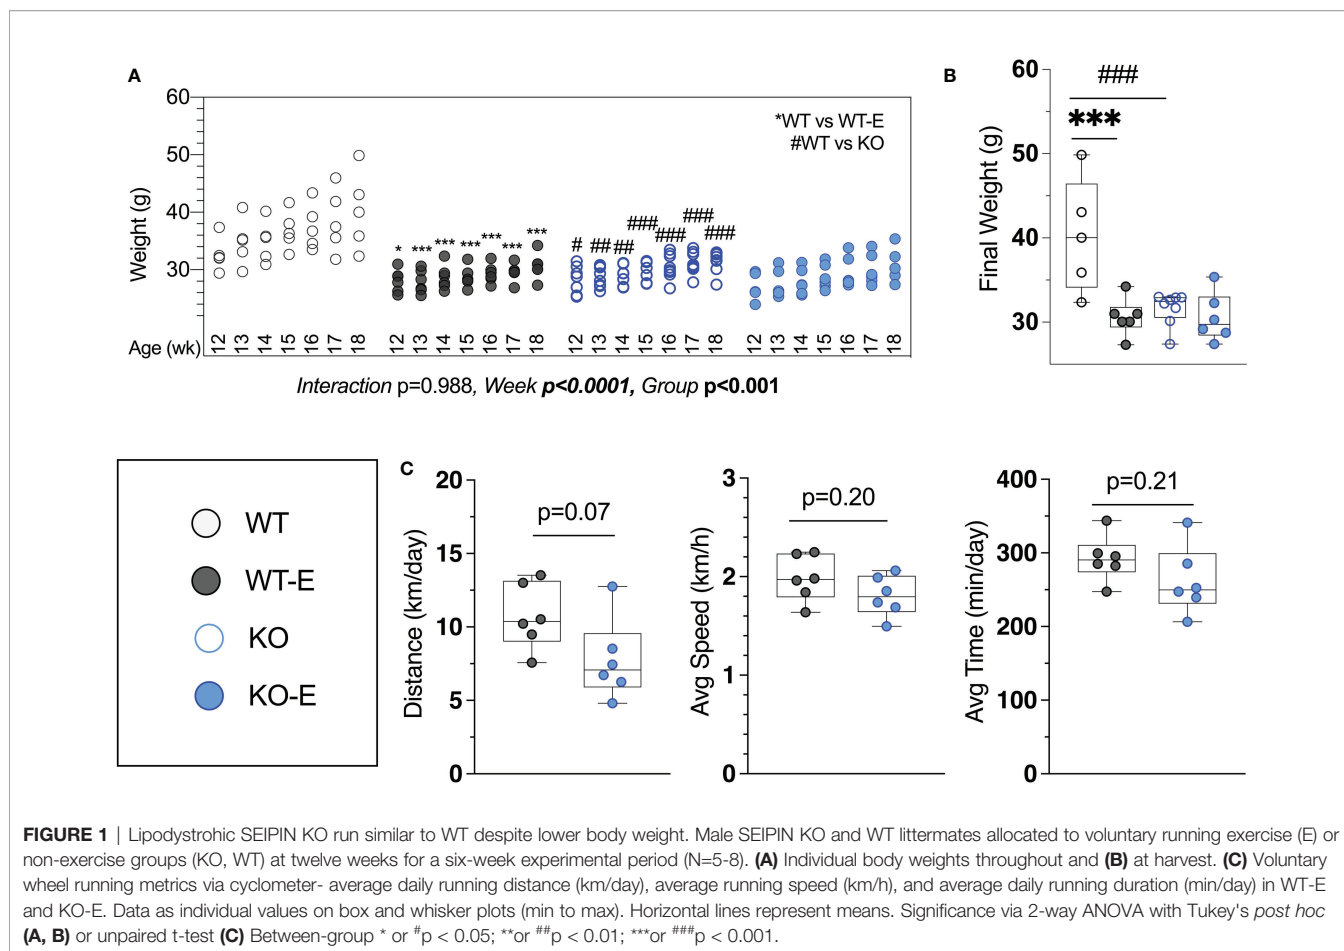 A
B
60
50
40
30
Weight (g)
*WT vs WT-E
#WT vs KO
* *** *** *** *** *** ***
# ## ## ### ### ### ###
Age (wk) 12 13 14 15 16 17 18 12 13 14 15 16 17 18 12 13 14 15 16 17 18 12 13 14 15 16 17 18
Interaction p=0.988, Week p<0.0001, Group p<0.001
60
50
40
30
Final Weight (g)
###
***
WT
WT-E
KO
KO-E
C
20
15
10
5
0
Distance (km/day)
p=0.07
3
2
1
0
Avg Speed (km/h)
p=0.20
400
300
200
100
0
Avg Time (min/day)
p=0.21
FIGURE 1 | Lipodystrohic SEIPIN KO run similar to WT despite lower body weight. Male SEIPIN KO and WT littermates allocated to voluntary running exercise (E) or
non-exercise groups (KO, WT) at twelve weeks for a six-week experimental period (N=5-8). (A) Individual body weights throughout and (B) at harvest. (C) Voluntary
wheel running metrics via cyclometer- average daily running distance (km/day), average running speed (km/h), and average daily running duration (min/day) in WT-E
and KO-E. Data as individual values on box and whisker plots (min to max). Horizontal lines represent means. Significance via 2-way ANOVA with Tukey's post hoc
(A, B) or unpaired t-test (C) Between-group * or #p < 0.05; **or ##p < 0.01; ***or ###p < 0.001.